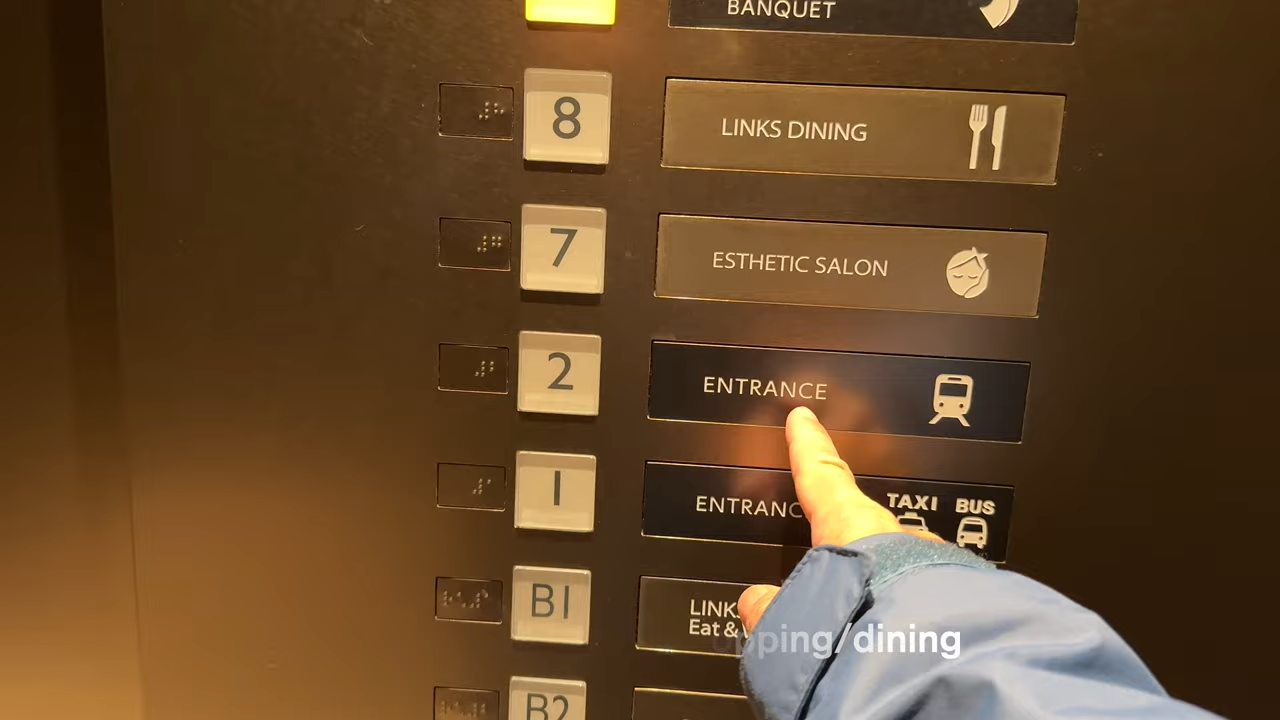 BANQUET
8
LINKS DINING
7
ESTHETIC SALON
2
ENTRANCE
1
ENTRANC
TAXI
BUS
B1
LINKS
Eat &
pping/dining
B2